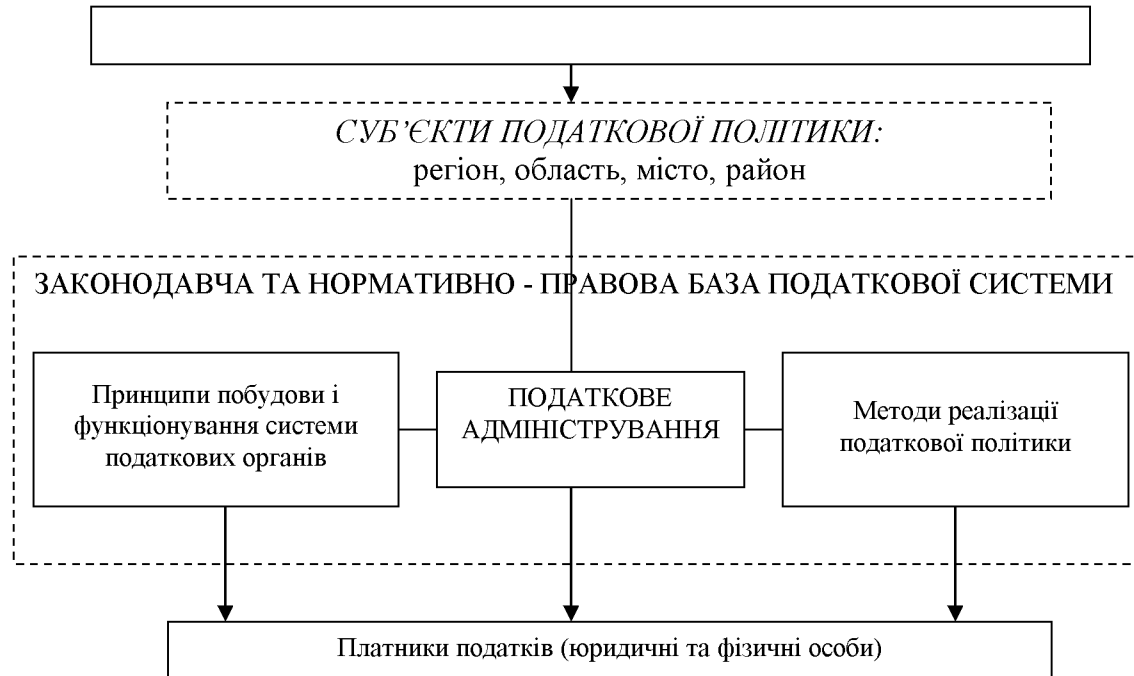 СУБ’ЄКТИ ПОДАТКОВОЇ ПОЛІТИКИ:
регіон, область, місто, район
ЗАКОНОДАВЧА ТА НОРМАТИВНО - ПРАВОВА БАЗА ПОДАТКОВОЇ СИСТЕМИ
Принципи побудови і
функціонування системи
податкових органів
ПОДАТКОВЕ
АДМІНІСТРУВАННЯ
Методи реалізації
податкової політики
Платники податків (юридичні та фізичні особи)